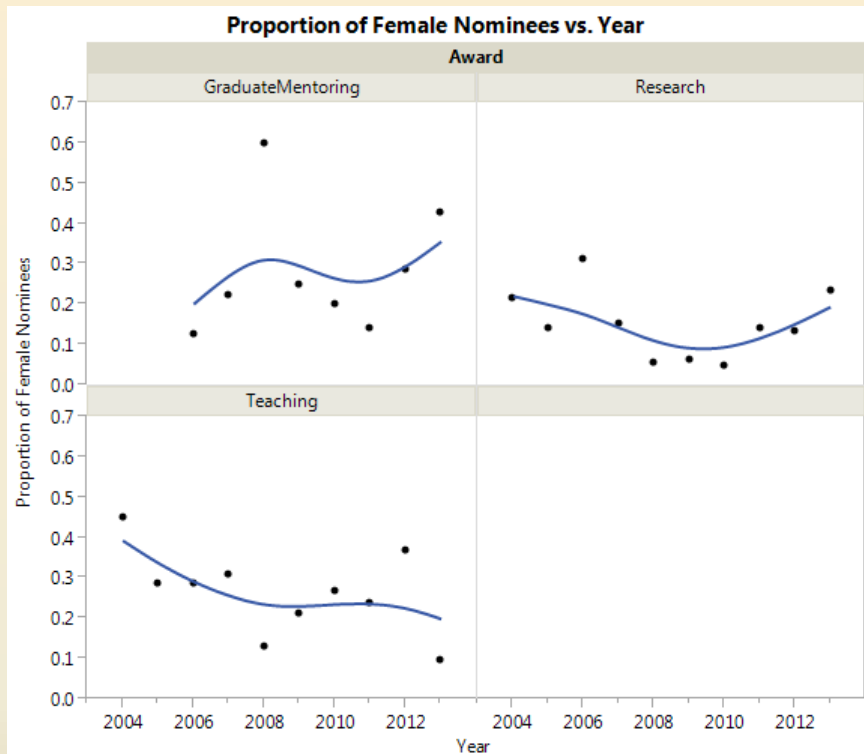 Proportion of Female Nominees vs. Year
Award
GraduateMentoring
Research
0.7
0.6
0.5
0.4
0.3
0.2
0.1
0.0
Teaching
0.7
0.6
0.5
0.4
0.3
0.2
0.1
0.0
Proportion of Female Nominees
2004 2006 2008 2010 2012 2004 2006 2008 2010 2012
Year